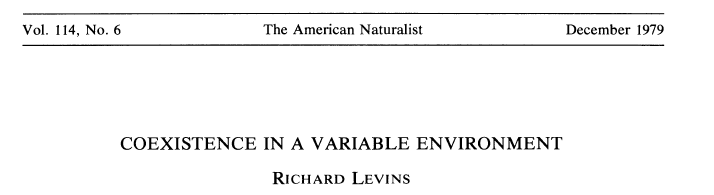 Vol. 114, No. 6 The American Naturalist December 1979
COEXISTENCE IN A VARIABLE ENVIRONMENT
RICHARD LEVINS